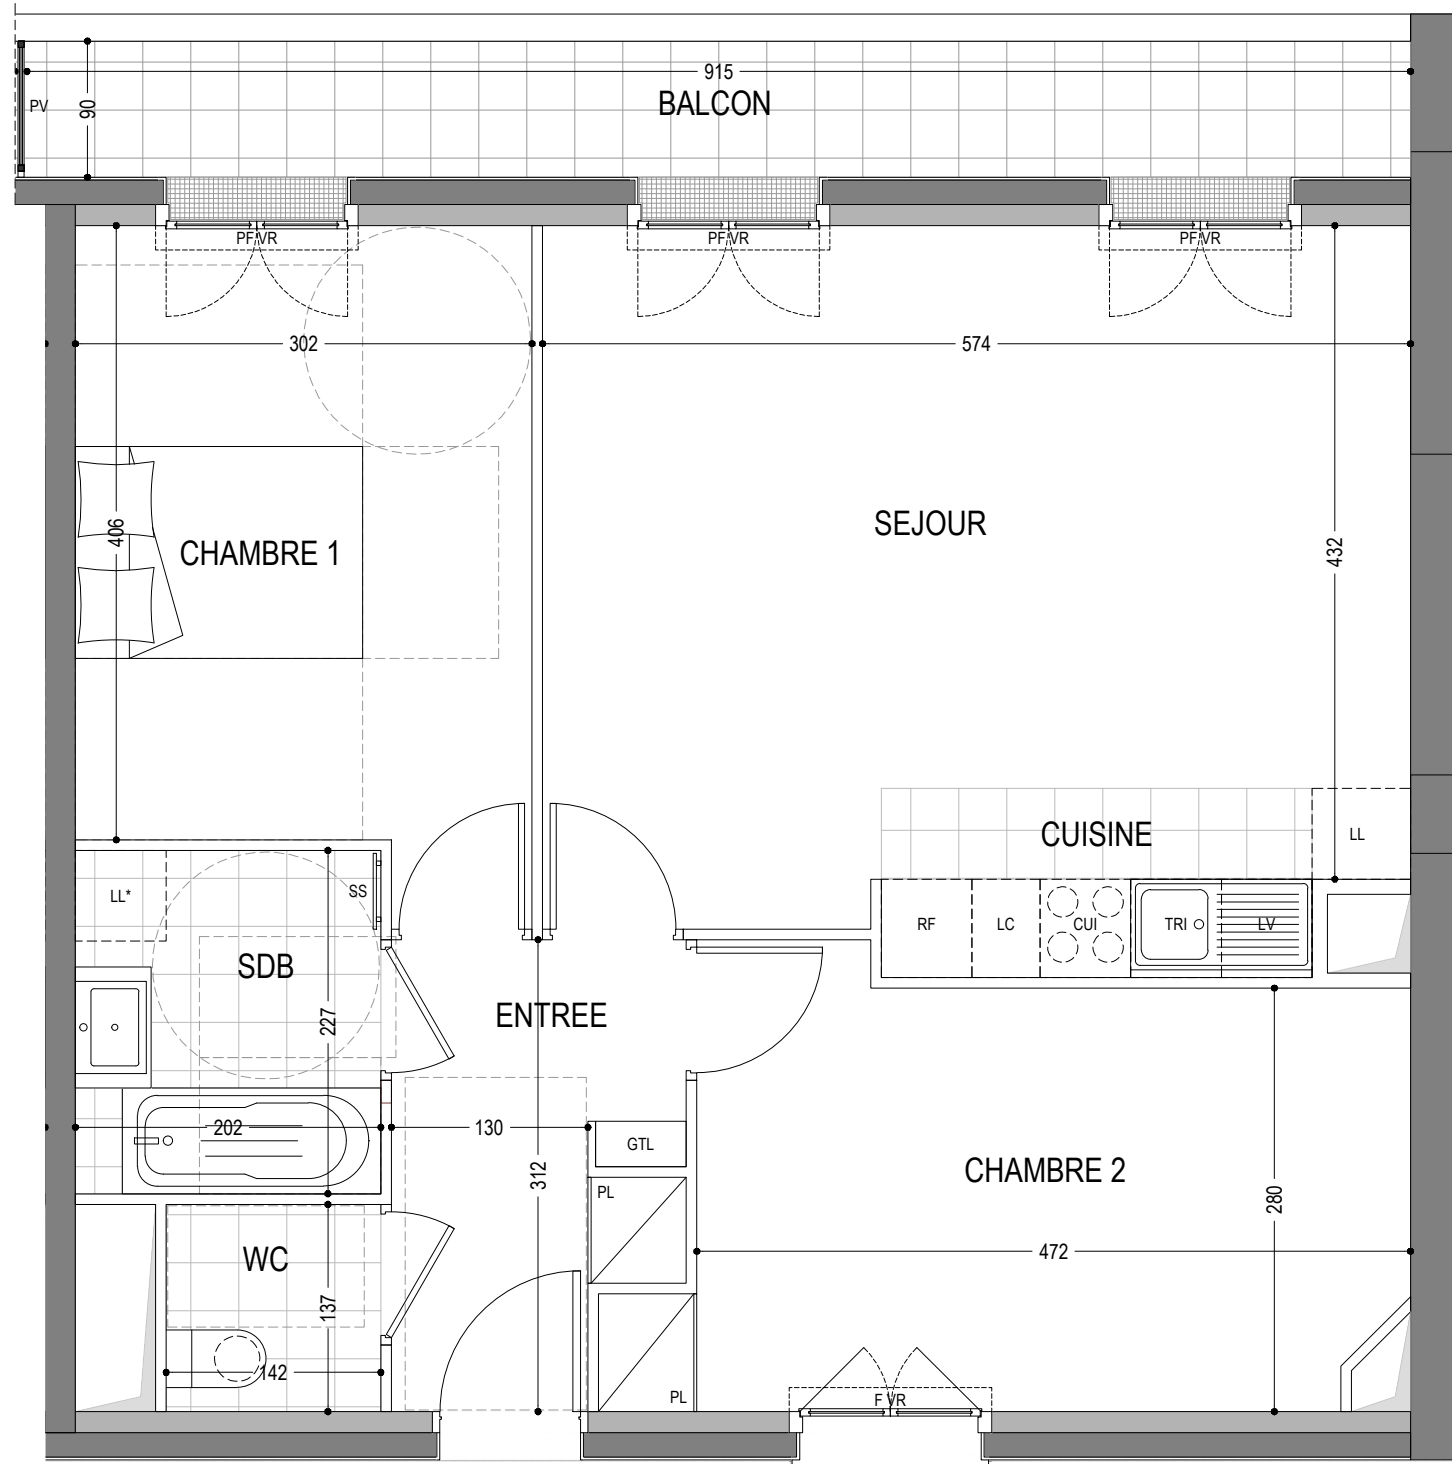 915
BALCON
PV
90
PF VR
PF VR
PF VR
302
574
406
CHAMBRE 1
SEJOUR
432
CUISINE
LL
LL*
SS
RF
LC
CUI
TRI
LV
SDB
ENTREE
227
202
130
GTL
312
PL
CHAMBRE 2
280
WC
472
137
142
PL
F VR